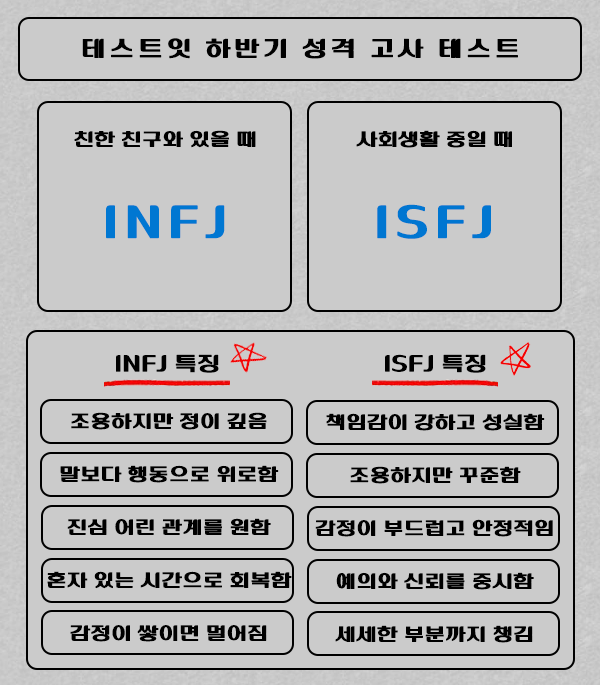 테스트잇 하반기 성격 고사 테스트
친한 친구와 있을 때
INFJ
사회생활 중일 때
ISFJ
INFJ 특징
조용하지만 정이 깊음
말보다 행동으로 위로함
진심 어린 관계를 원함
혼자 있는 시간으로 회복함
감정이 쌓이면 멀어짐
ISFJ 특징
책임감이 강하고 성실함
조용하지만 꾸준함
감정이 부드럽고 안정적임
예의와 신뢰를 중시함
세세한 부분까지 챙김